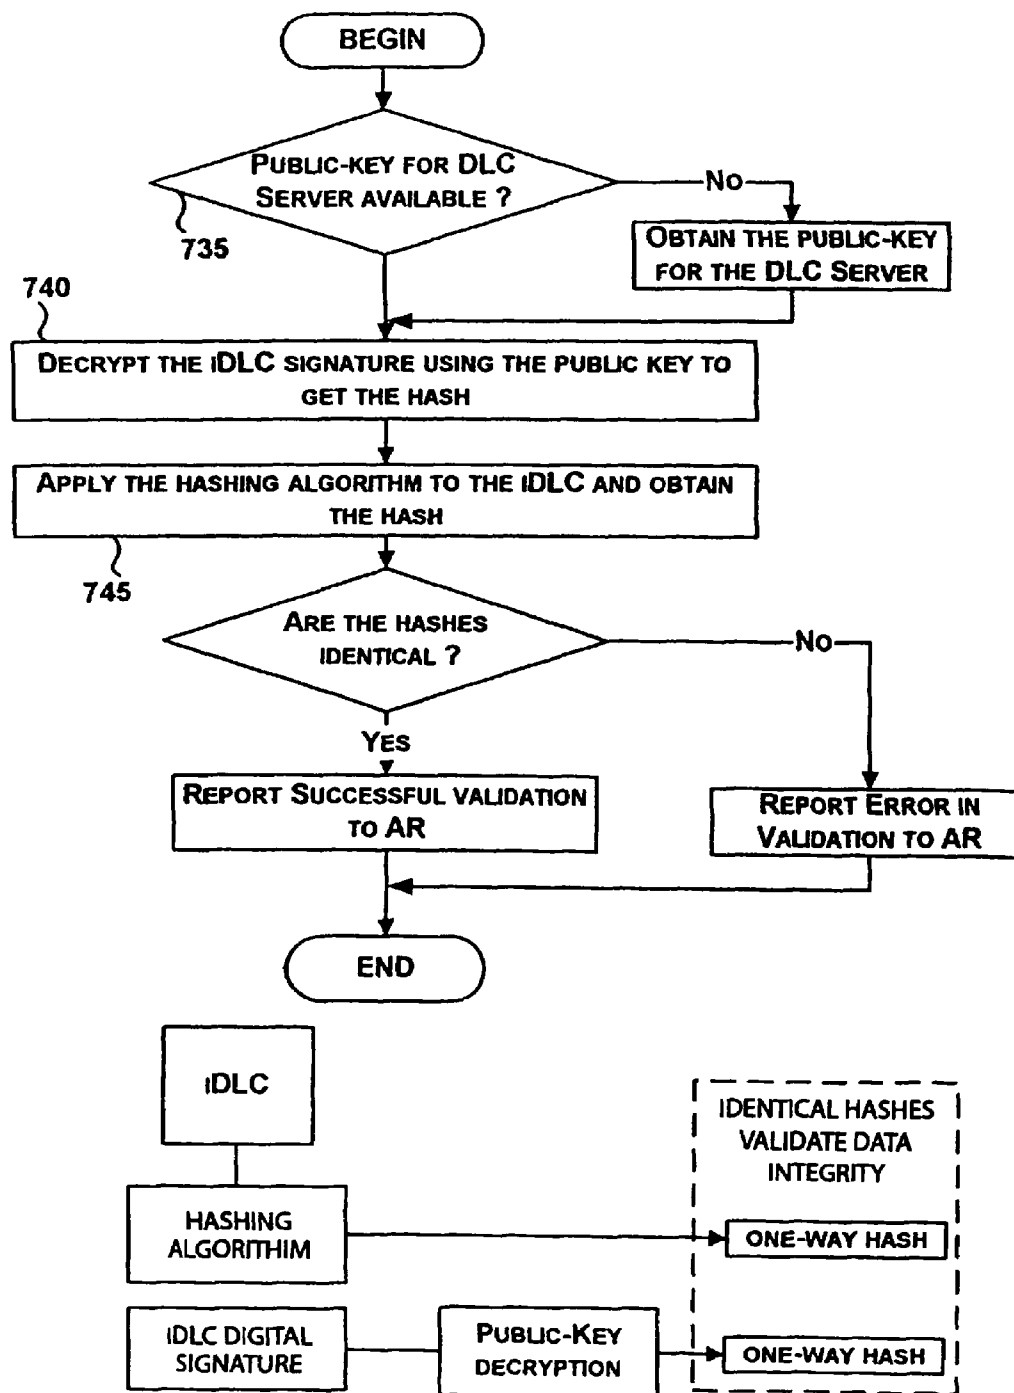 BEGIN
PUBLIC-KEY FOR DLC
SERVER AVAILABLE ?
No
735
OBTAIN THE PUBLIC-KEY
FOR THE DLC SERVER
740
DECRYPT THE iDLC SIGNATURE USING THE PUBLIC KEY TO
GET THE HASH
APPLY THE HASHING ALGORITHM TO THE iDLC AND OBTAIN
THE HASH
745
ARE THE HASHES
IDENTICAL ?
No
YES
REPORT SUCCESSFUL VALIDATION
TO AR
REPORT ERROR IN
VALIDATION TO AR
END
iDLC
IDENTICAL HASHES
VALIDATE DATA
INTEGRITY
HASHING
ALGORITHIM
ONE-WAY HASH
iDLC DIGITAL
SIGNATURE
PUBLIC-KEY
DECRYPTION
ONE-WAY HASH